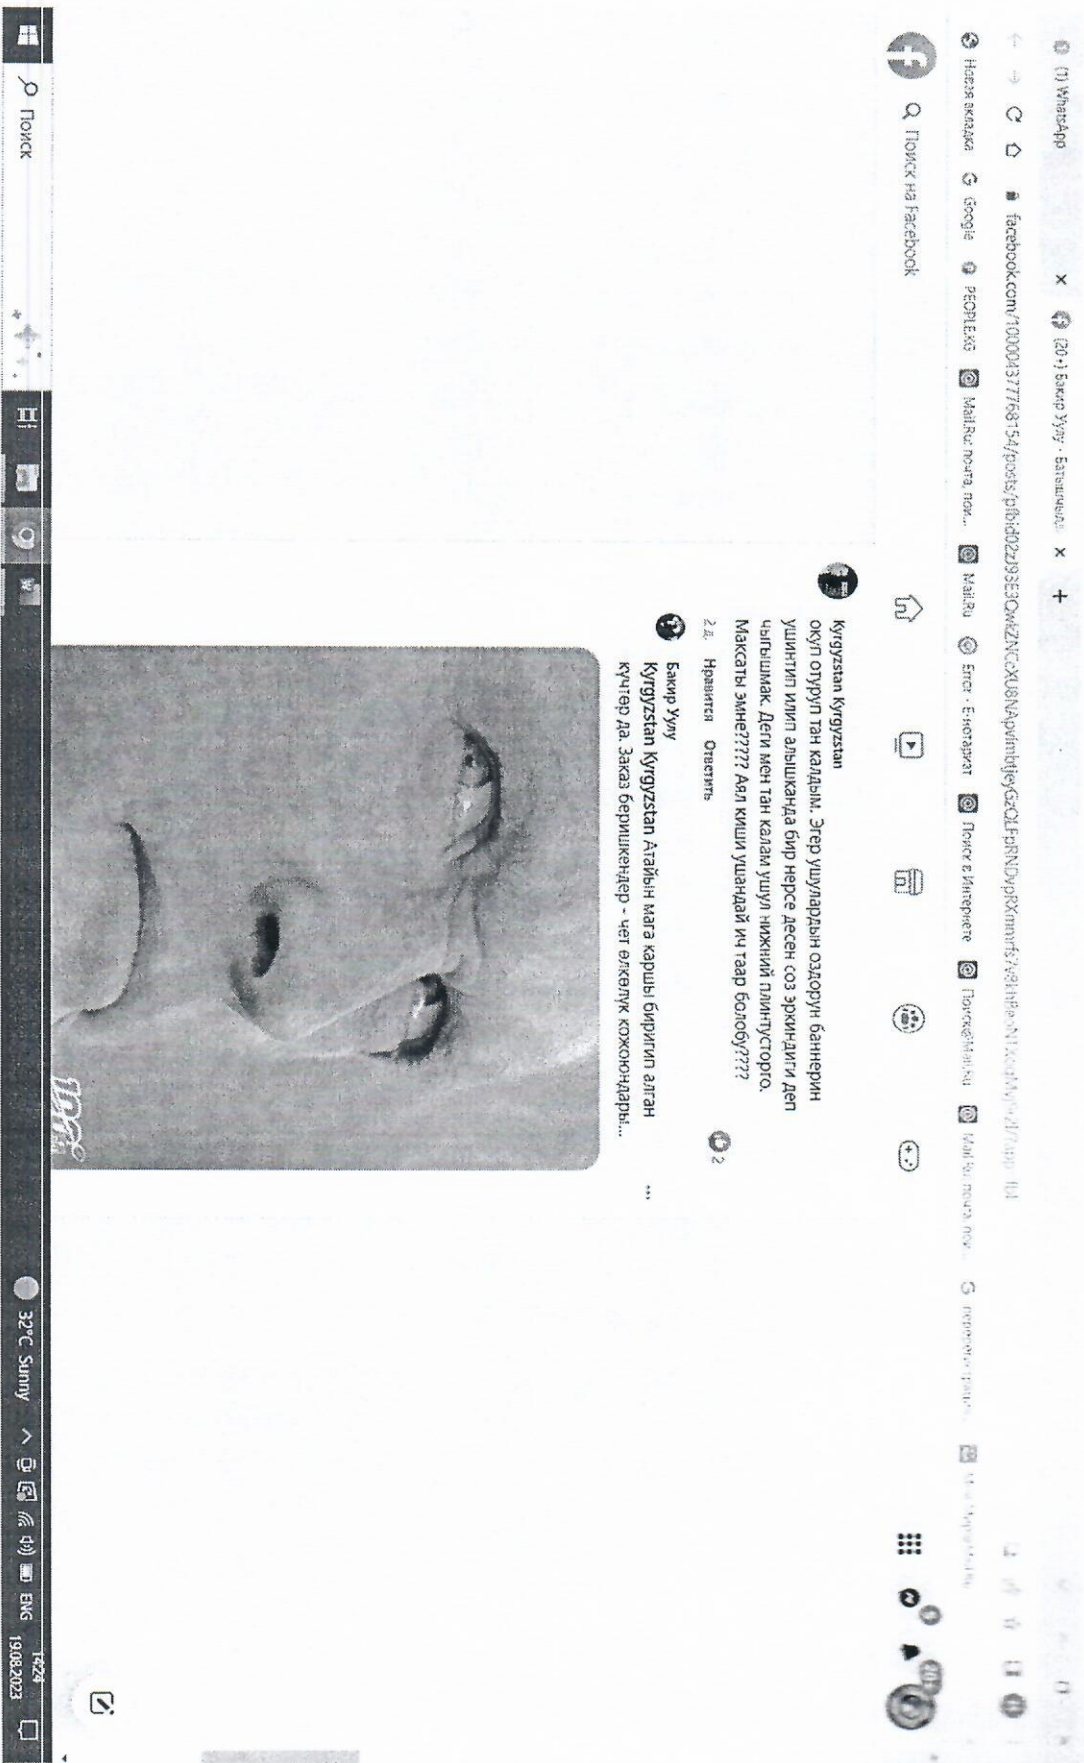 (1) WhatsApp
(20+) Бакир Уулу - Батышчыл
facebook.com/100004377768154/posts/
Новая вкладка Google PEOPLE.KG Mail.Ru: почта, пои... Mail.Ru Error - Е-нотариат Поиск в Интернете Поиск@Mail.Ru Mail.Ru: почта, пои...
Поиск на Facebook
20+
Kyrgyzstan Kyrgyzstan
окуп отуруп тан калдым. Эгер ушулардын оздорун баннерин
ушинтип илип алышканда бир нерсе десен соз эркиндиги деп
чыгышмак. Деги мен тан калам ушул нижний плинтусторго.
Максаты эмне????? Аял киши ушандай ич таар болобу????
2 д. Нравится Ответить
2
Бакир Уулу
Kyrgyzstan Kyrgyzstan Атайын мага каршы биригип алган
күчтөр да. Заказ беришкендер - чет өлкөлүк кожоюндары...
Поиск
32°C Sunny
ENG
14:24
19.08.2023